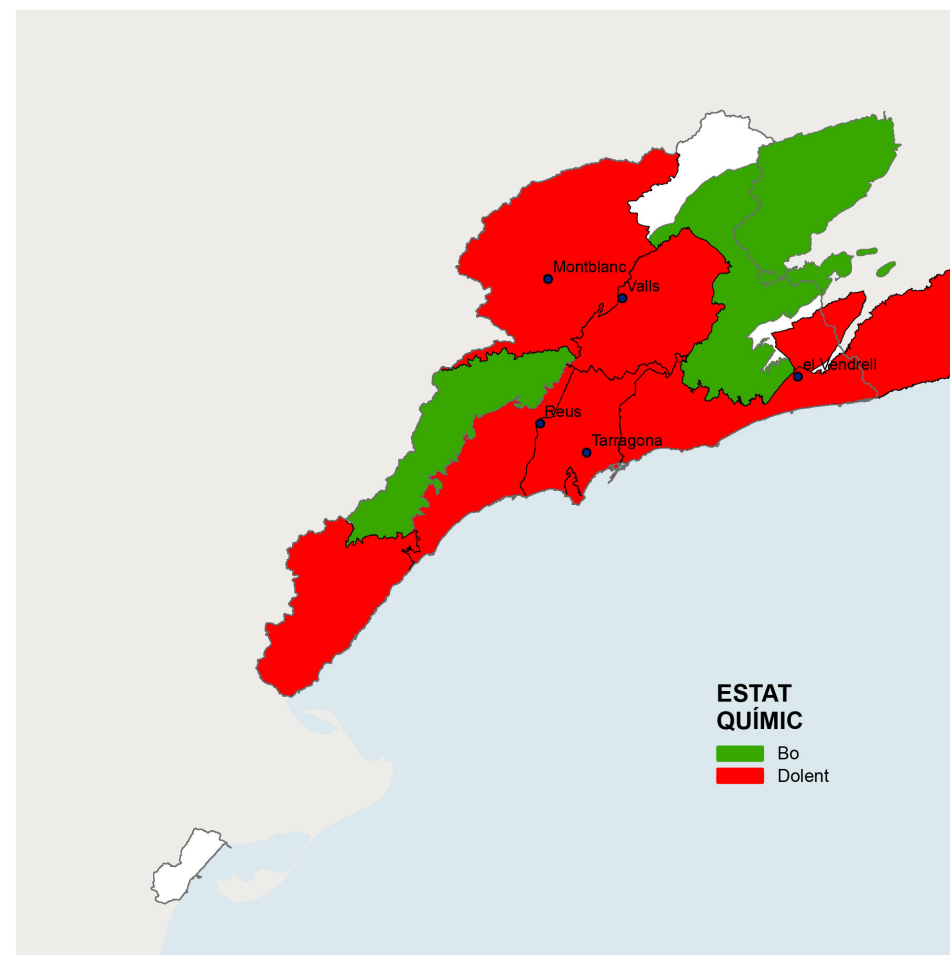 Montblanc
Valls
el Vendrell
Reus
Tarragona
ESTAT
QUÍMIC
Bo
Dolent